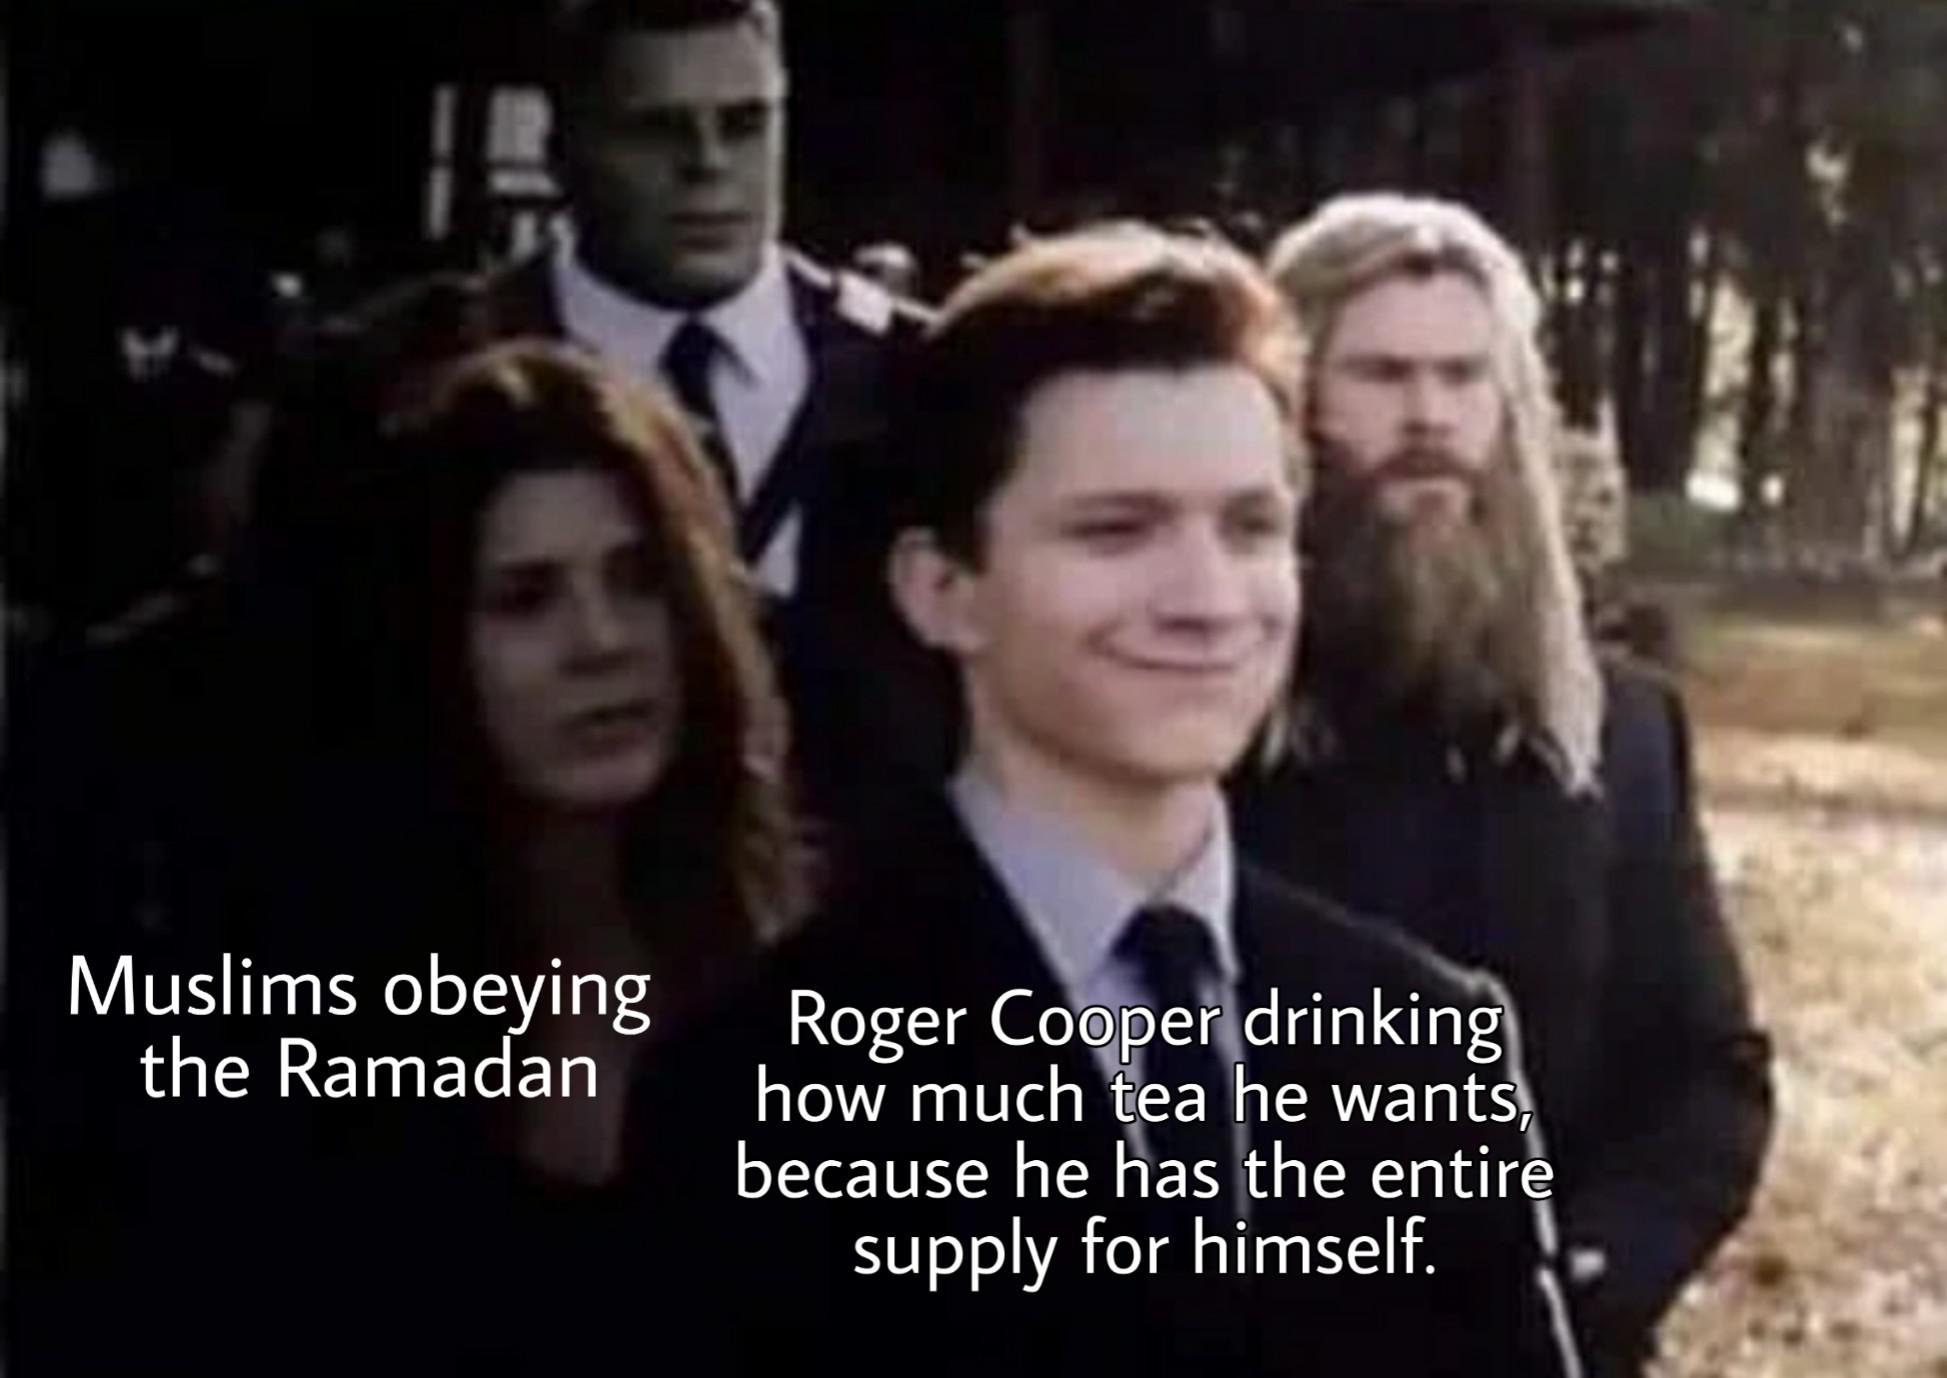 Muslims obeying
the Ramadan
Roger Cooper drinking
how much tea he wants,
because he has the entire
supply for himself.